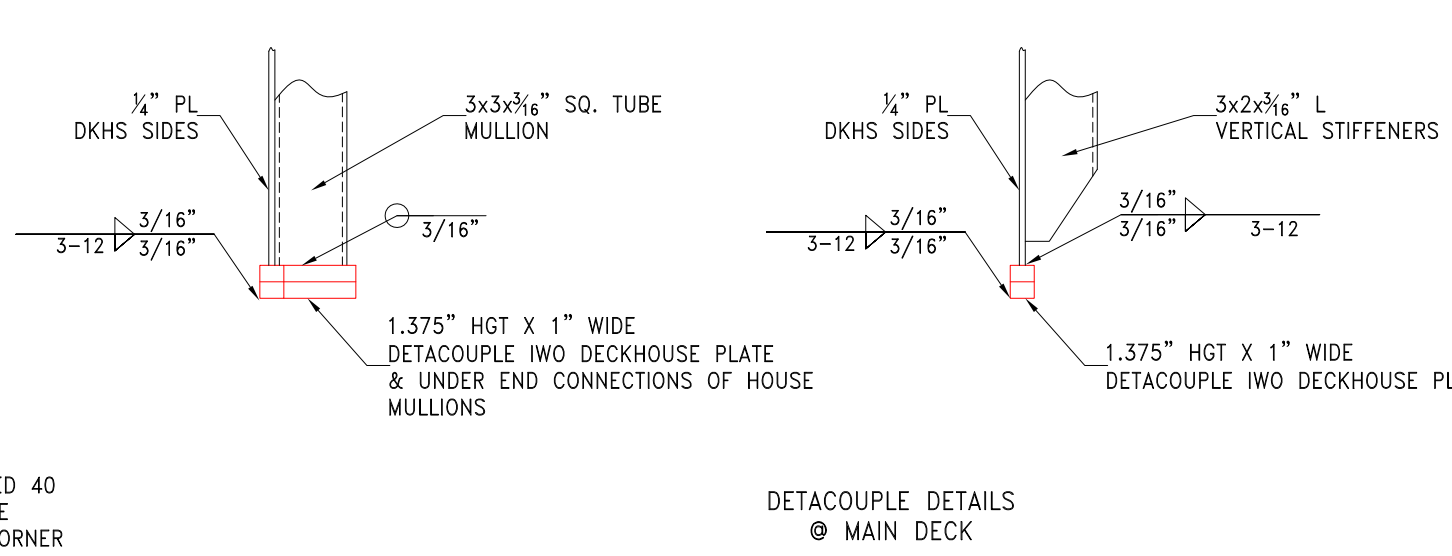 ¼" PL
DKHS SIDES
3x3x3⁄16" SQ. TUBE
MULLION
3/16"
3-12
3/16"
3/16"
1.375" HGT X 1" WIDE
DETACOUPLE IWO DECKHOUSE PLATE
& UNDER END CONNECTIONS OF HOUSE
MULLIONS
¼" PL
DKHS SIDES
3x2x3⁄16" L
VERTICAL STIFFENERS
3/16"
3-12
3/16"
3/16"
3/16"
3-12
1.375" HGT X 1" WIDE
DETACOUPLE IWO DECKHOUSE PL
ED 40
E
ORNER
DETACOUPLE DETAILS
@ MAIN DECK